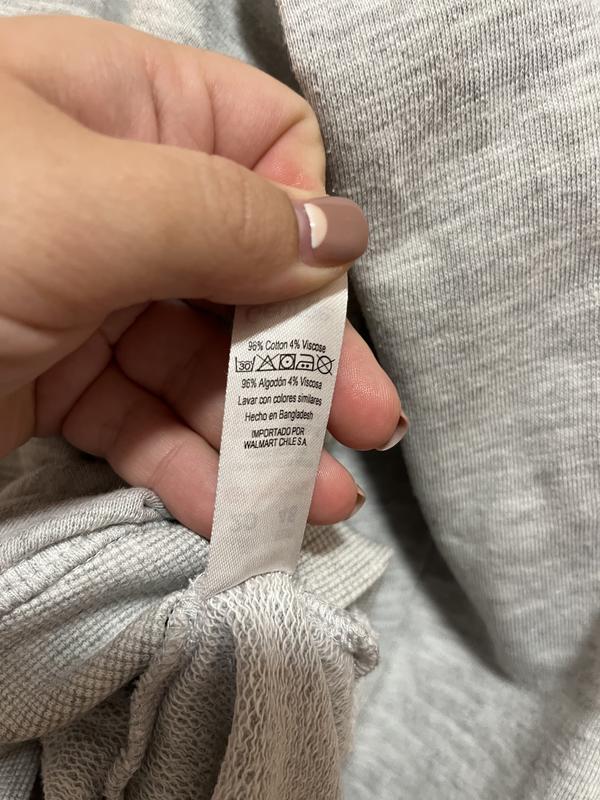 96% Cotton 4% Viscose
30
96% Algodón 4% Viscosa
Lavar con colores similares
Hecho en Bangladesh
IMPORTADO POR
WALMART CHILE S.A.